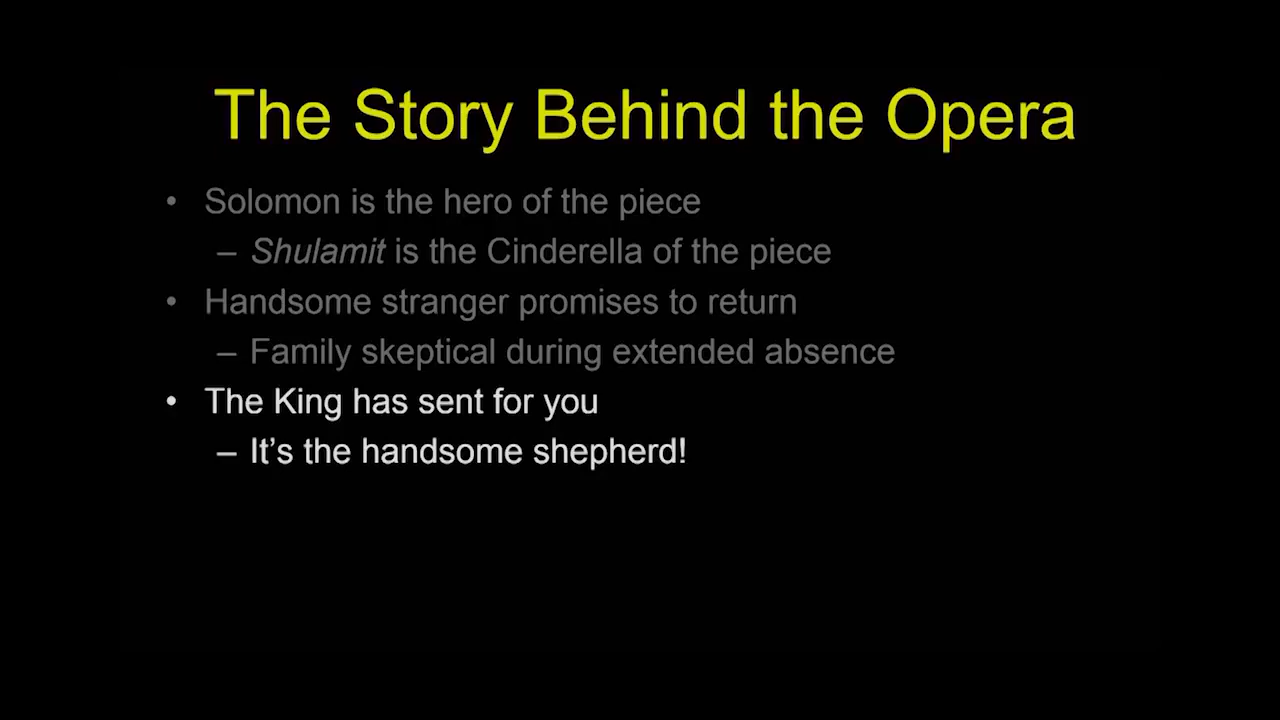 The Story Behind the Opera
• Solomon is the hero of the piece
– Shulamit is the Cinderella of the piece
• Handsome stranger promises to return
– Family skeptical during extended absence
• The King has sent for you
– It’s the handsome shepherd!